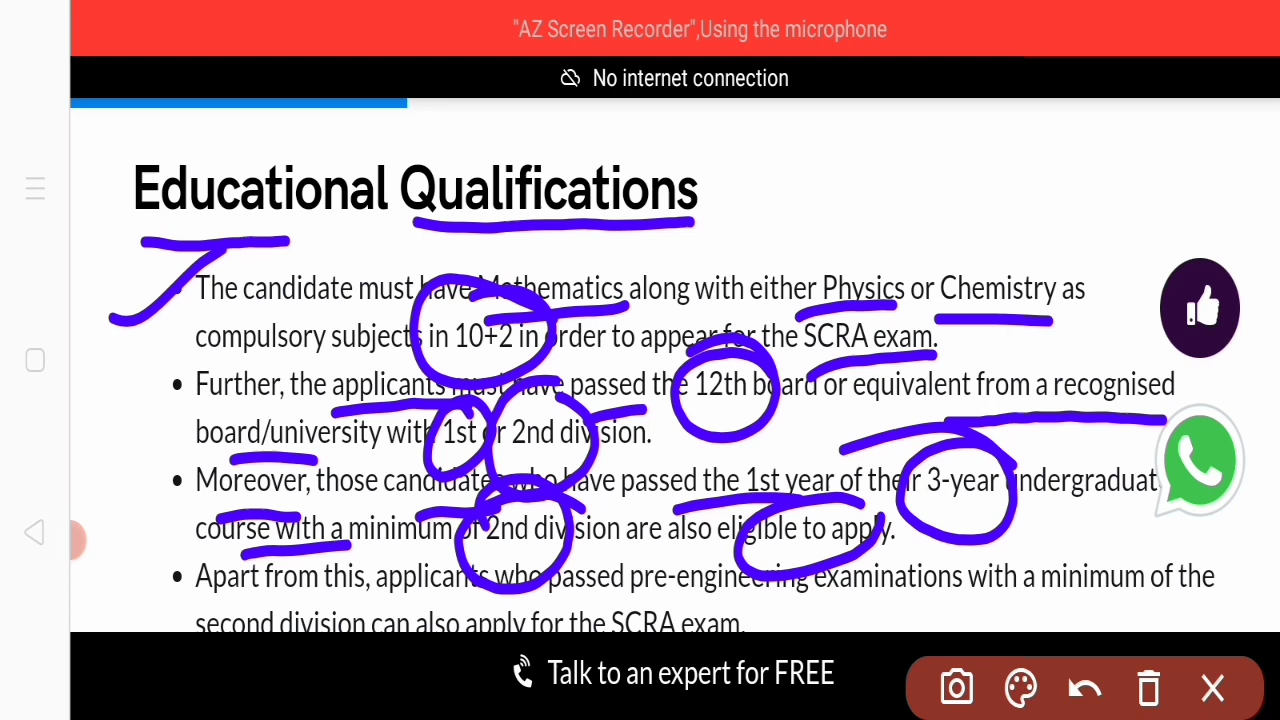 "AZ Screen Recorder",Using the microphone
No internet connection
Educational Qualifications
The candidate must have Mathematics along with either Physics or Chemistry as
compulsory subjects in 10+2 in order to appear for the SCRA exam.
Further, the applicants must have passed the 12th board or equivalent from a recognised
board/university with 1st or 2nd division.
Moreover, those candidates who have passed the 1st year of their 3-year undergraduat
course with a minimum of 2nd division are also eligible to apply.
Apart from this, applicants who passed pre-engineering examinations with a minimum of the
second division can also apply for the SCRA exam.
Talk to an expert for FREE